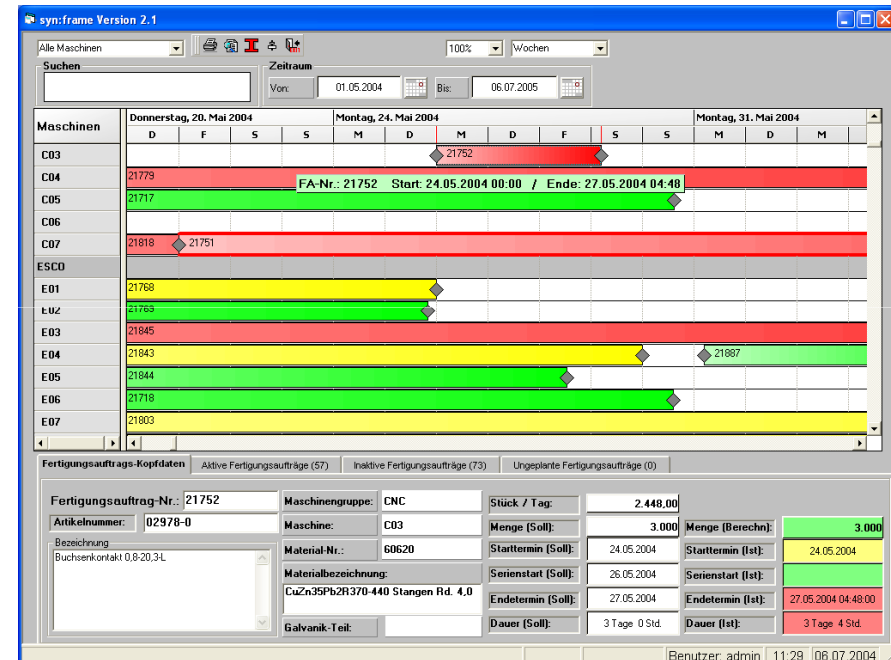 syn:frame Version 2.1
Alle Maschinen 100% Wochen
Suchen Zeitraum
Von: 01.05.2004 Bis: 06.07.2005
Maschinen Donnerstag, 20. Mai 2004 Montag, 24. Mai 2004 Montag, 31. Mai 2004
D F S S M D M D F S S M D M
C03 21752
C04 21779
FA-Nr.: 21752 Start: 24.05.2004 00:00 / Ende: 27.05.2004 04:48
C05 21717
C06
C07 21818 21751
ESCO
E01 21768
E02 21763
E03 21845
E04 21843 21887
E05 21844
E06 21718
E07 21803
Fertigungsauftrags-Kopfdaten Aktive Fertigungsaufträge (57) Inaktive Fertigungsaufträge (73) Ungeplante Fertigungsaufträge (0)
Fertigungsauftrag-Nr.: 21752 Maschinengruppe: CNC Stück / Tag: 2.448,00
Artikelnummer: 02978-0 Maschine: C03 Menge (Soll): 3.000 Menge (Berechn): 3.000
Bezeichnung Material-Nr.: 60620 Starttermin (Soll): 24.05.2004 Starttermin (Ist): 24.05.2004
Buchsenkontakt 0,8-20,3-L
Materialbezeichnung: Serienstart (Soll): 26.05.2004 Serienstart (Ist):
CuZn35Pb2R370-440 Stangen Rd. 4,0 Endetermin (Soll): 27.05.2004 Endetermin (Ist): 27.05.2004 04:48:00
Galvanik-Teil: Dauer (Soll): 3 Tage 0 Std. Dauer (Ist): 3 Tage 4 Std.
Benutzer: admin 11:29 06.07.2004